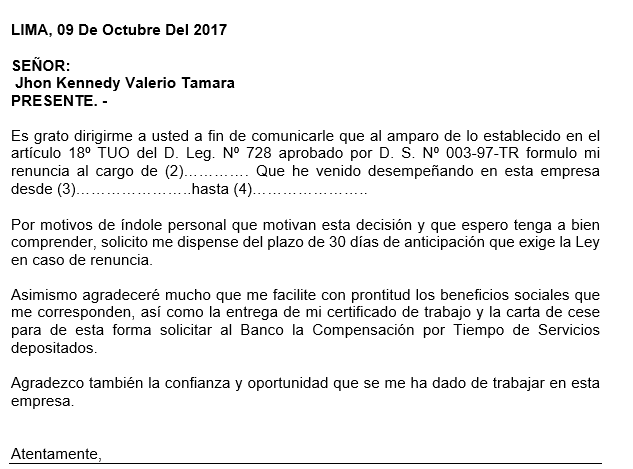 LIMA, 09 De Octubre Del 2017
SEÑOR:
Jhon Kennedy Valerio Tamara
PRESENTE. -
Es grato dirigirme a usted a fin de comunicarle que al amparo de lo establecido en el
artículo 18º TUO del D. Leg. Nº 728 aprobado por D. S. Nº 003-97-TR formulo mi
renuncia al cargo de (2)…………. Que he venido desempeñando en esta empresa
desde (3)…………………..hasta (4)…………………..
Por motivos de índole personal que motivan esta decisión y que espero tenga a bien
comprender, solicito me dispense del plazo de 30 días de anticipación que exige la Ley
en caso de renuncia.
Asimismo agradeceré mucho que me facilite con prontitud los beneficios sociales que
me corresponden, así como la entrega de mi certificado de trabajo y la carta de cese
para de esta forma solicitar al Banco la Compensación por Tiempo de Servicios
depositados.
Agradezco también la confianza y oportunidad que se me ha dado de trabajar en esta
empresa.
Atentamente,